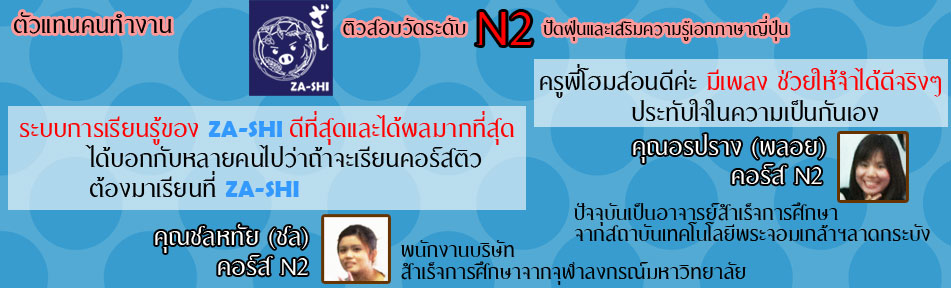 ตัวแทนคนทำงาน
ざし
ZA-SHI
ติวสอบวัดระดับ N2 ปัดฝุ่นและเสริมความรู้เอกภาษาญี่ปุ่น
ครูพี่โฮมสอนดีค่ะ มีเพลง ช่วยให้จำได้ดีจริงๆ
ประทับใจในความเป็นกันเอง
คุณอรปราง (พลอย)
คอร์ส N2
ปัจจุบันเป็นอาจารย์สำเร็จการศึกษา
จากสถาบันเทคโนโลยีพระจอมเกล้าฯลาดกระบัง
ระบบการเรียนรู้ของ ZA-SHI ดีที่สุดและได้ผลมากที่สุด
ได้บอกกับหลายคนไปว่าถ้าจะเรียนคอร์สติว
ต้องมาเรียนที่ ZA-SHI
คุณชลหทัย (ชล)
คอร์ส N2
พนักงานบริษัท
สำเร็จการศึกษาจากจุฬาลงกรณ์มหาวิทยาลัย